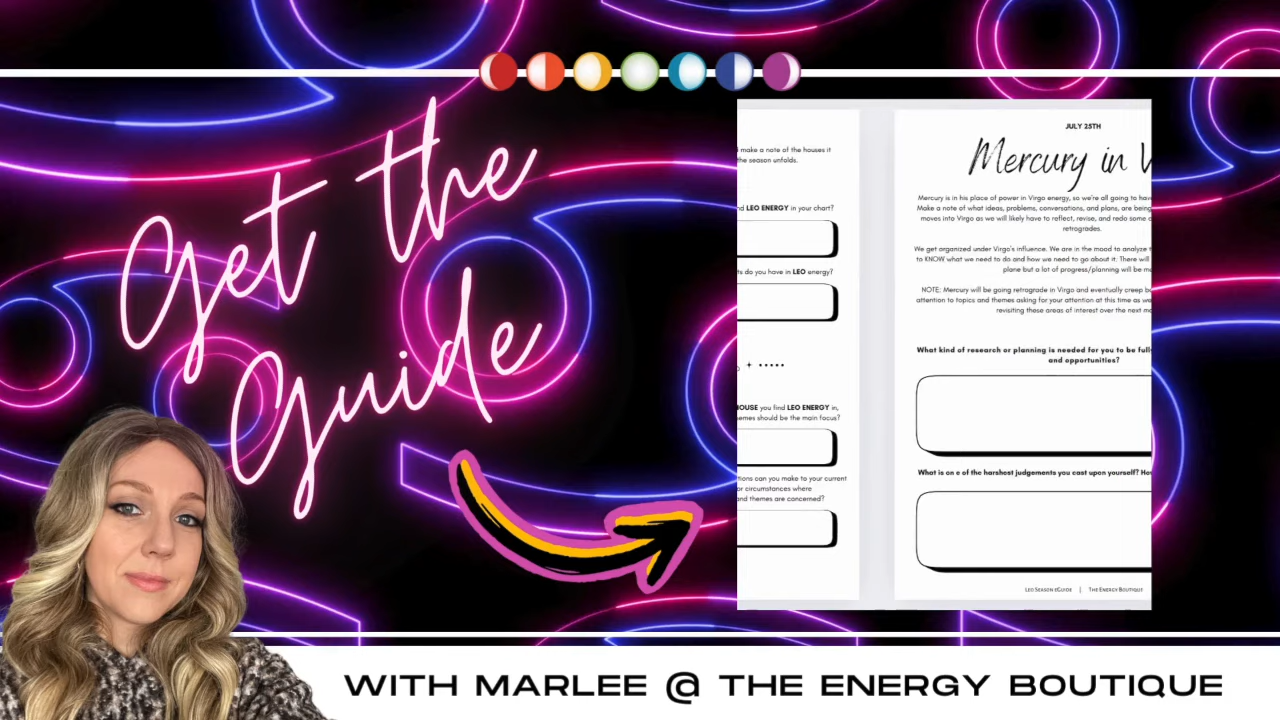 Get the
Guide
make a note of the houses it
the season unfolds.
LEO ENERGY in your chart?
do you have in LEO energy?
HOUSE you find LEO ENERGY in,
should be the main focus?
can you make to your current
or circumstances where
and themes are concerned?
JULY 25TH
Mercury in V
Mercury is in his place of power in Virgo energy, so we're all going to hav
Make a note of what ideas, problems, conversations, and plans, are being
moves into Virgo as we will likely have to reflect, revise, and redo some o
retrogrades.
We get organized under Virgo's influence. We are in the mood to analyze
to KNOW what we need to do and how we need to go about it. There will
plane but a lot of progress/planning will be
NOTE: Mercury will be going retrograde in Virgo and eventually creep
attention to topics and themes asking for your attention at this time as we
revisiting these areas of interest over the next
What kind of research or planning is needed for you to be full
and opportunities?
What is on e of the harshest judgements you cast upon yourself?
LEO SEASON EGUIDE | THE ENERGY BOUTIQUE
WITH MARLEE @ THE ENERGY BOUTIQUE